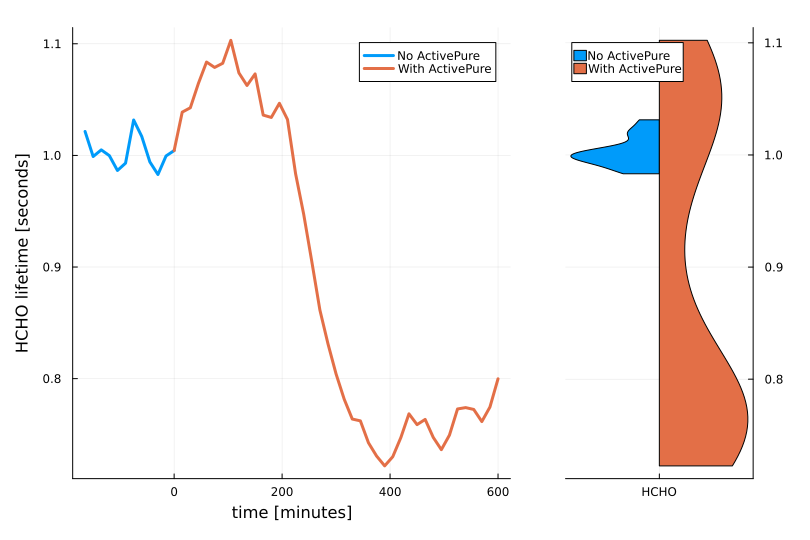 No ActivePure
With ActivePure
HCHO lifetime [seconds]
1.1
1.0
0.9
0.8
0
200
400
600
time [minutes]
No ActivePure
With ActivePure
1.1
1.0
0.9
0.8
HCHO